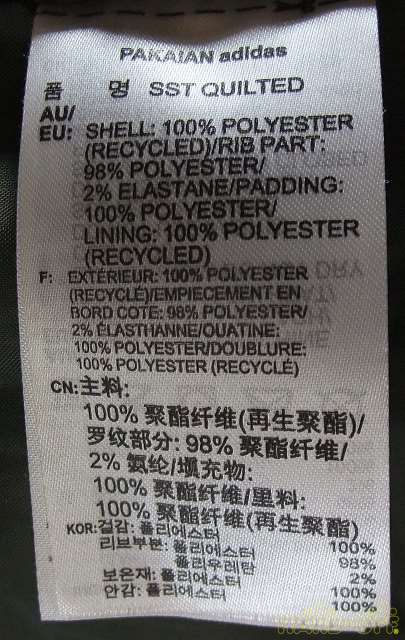 PAKAIAN adidas
품 명 SST QUILTED
AU/
EU: SHELL: 100% POLYESTER
(RECYCLED)/RIB PART:
98% POLYESTER/
2% ELASTANE/PADDING:
100% POLYESTER/
LINING: 100% POLYESTER
(RECYCLED)
F: EXTÉRIEUR: 100% POLYESTER
(RECYCLÉ)/EMPIECEMENT EN
BORD COTE: 98% POLYESTER/
2% ÉLASTHANNE/OUATINE:
100% POLYESTER/DOUBLURE:
100% POLYESTER (RECYCLÉ)
CN: 主料:
100% 聚酯纤维(再生聚酯)/
罗纹部分: 98% 聚酯纤维/
2% 氨纶/填充物:
100% 聚酯纤维/里料:
100% 聚酯纤维(再生聚酯)
KOR: 겉감: 폴리에스터 100%
리브부분: 폴리에스터 98%
폴리우레탄 2%
보온재: 폴리에스터 100%
안감: 폴리에스터 100%